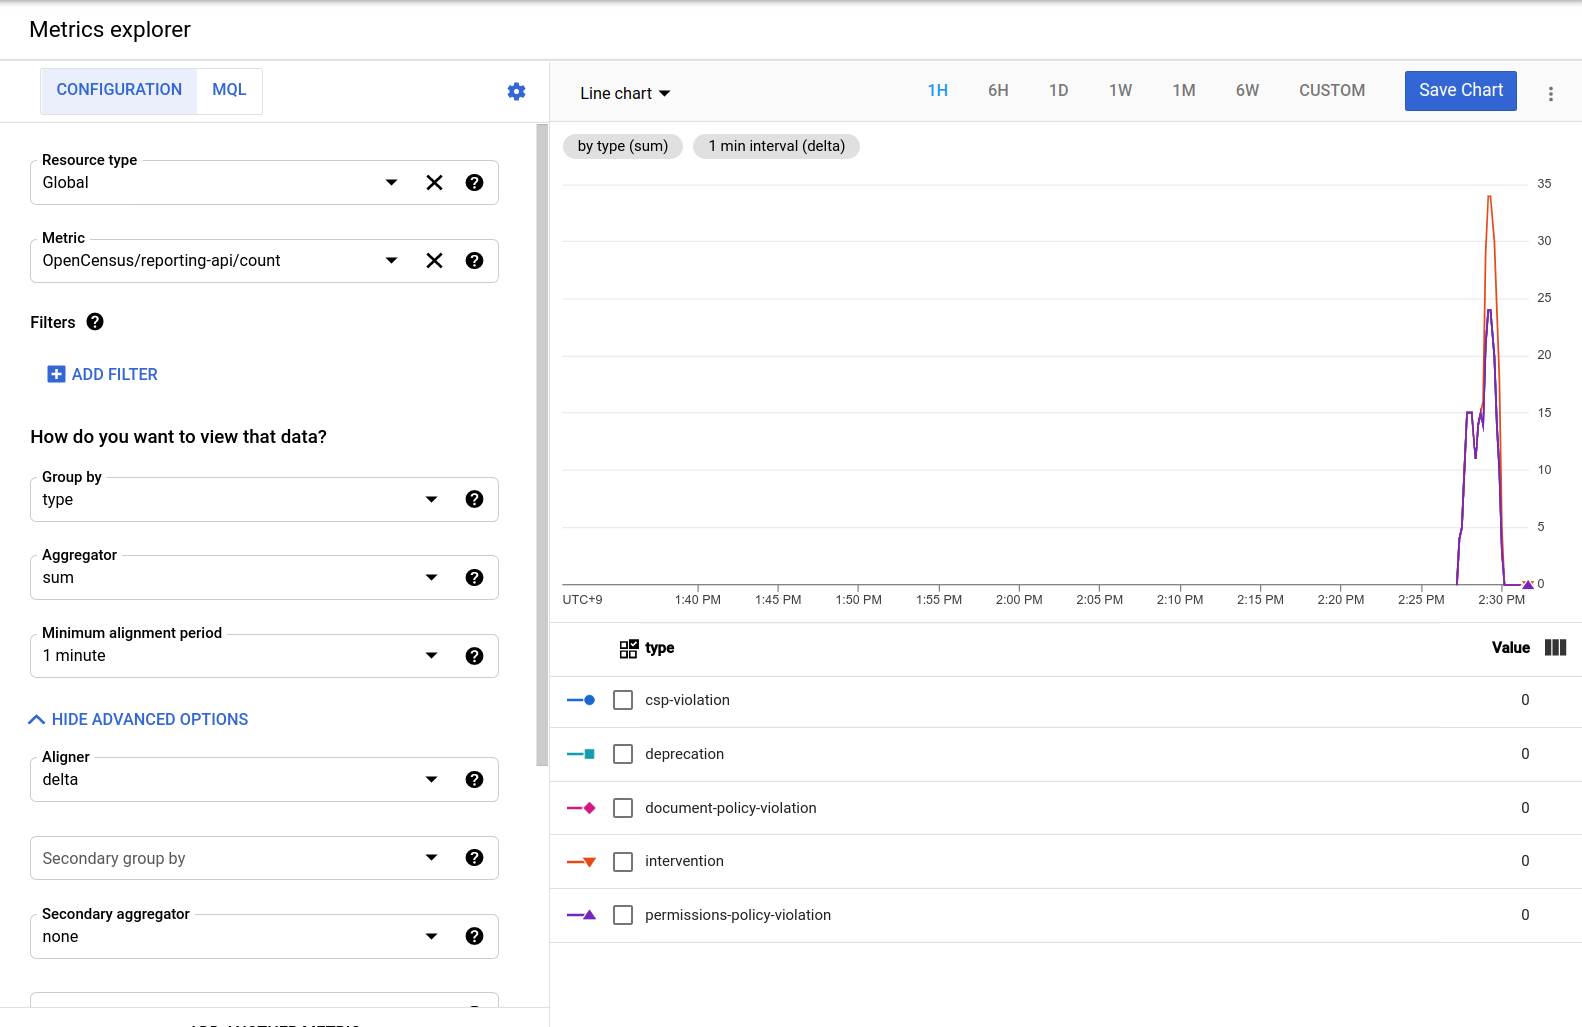 Metrics explorer
CONFIGURATION MQL
Resource type
Global
Metric
OpenCensus/reporting-api/count
Filters
ADD FILTER
How do you want to view that data?
Group by
type
Aggregator
sum
Minimum alignment period
1 minute
HIDE ADVANCED OPTIONS
Aligner
delta
Secondary group by
Secondary aggregator
none
ADD ANOTHER METRIC
Line chart
1H 6H 1D 1W 1M 6W CUSTOM Save Chart
by type (sum) 1 min interval (delta)
35
30
25
20
15
10
5
0
UTC+9 1:40 PM 1:45 PM 1:50 PM 1:55 PM 2:00 PM 2:05 PM 2:10 PM 2:15 PM 2:20 PM 2:25 PM 2:30 PM
type Value
csp-violation 0
deprecation 0
document-policy-violation 0
intervention 0
permissions-policy-violation 0